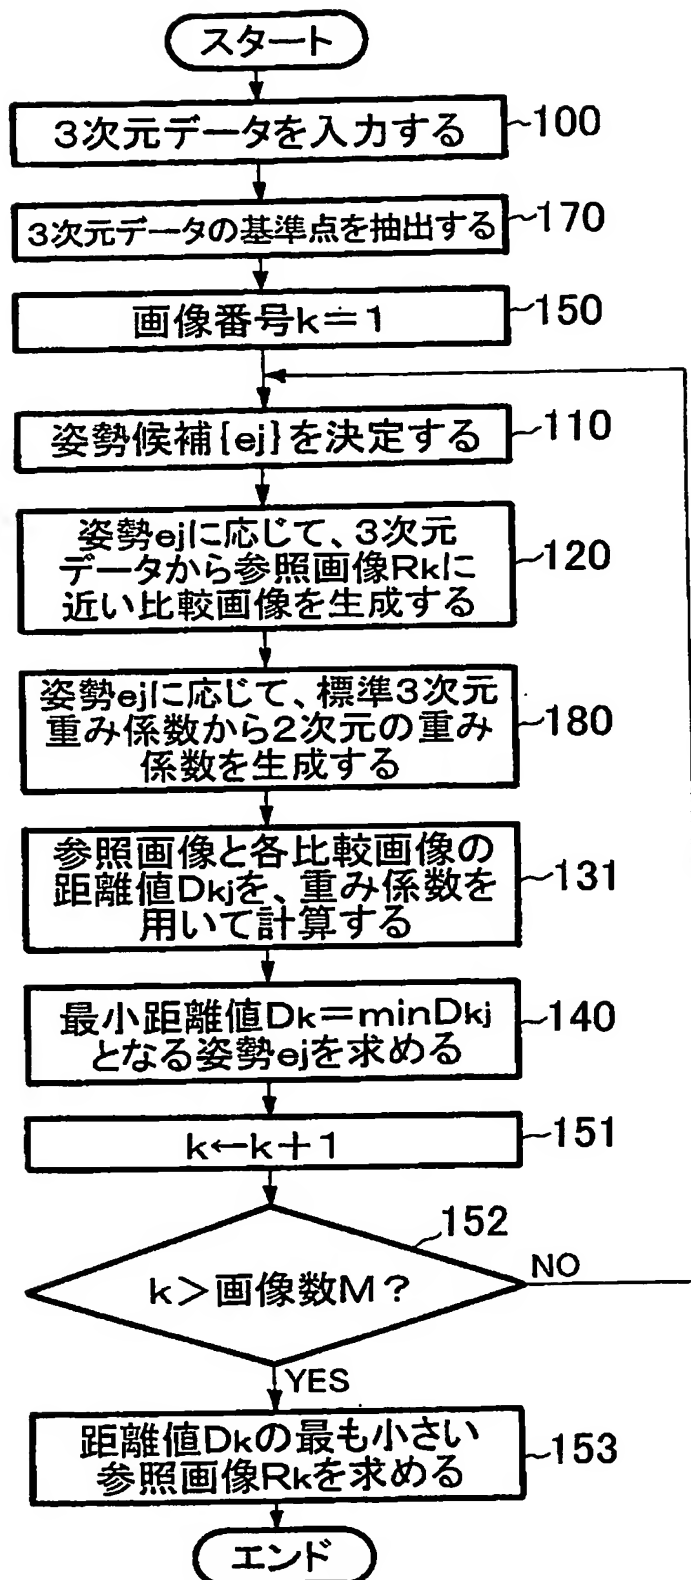 スタート
3次元データを入力する
100
3次元データの基準点を抽出する
170
画像番号k=1
150
姿勢候補{ej}を決定する
110
姿勢ejに応じて、3次元
データから参照画像Rkに
近い比較画像を生成する
120
姿勢ejに応じて、標準3次元
重み係数から2次元の重み
係数を生成する
180
参照画像と各比較画像の
距離値Dkjを、重み係数を
用いて計算する
131
最小距離値Dk=minDkj
となる姿勢ejを求める
140
k←k+1
151
152
k>画像数M?
NO
YES
距離値Dkの最も小さい
参照画像Rkを求める
153
エンド